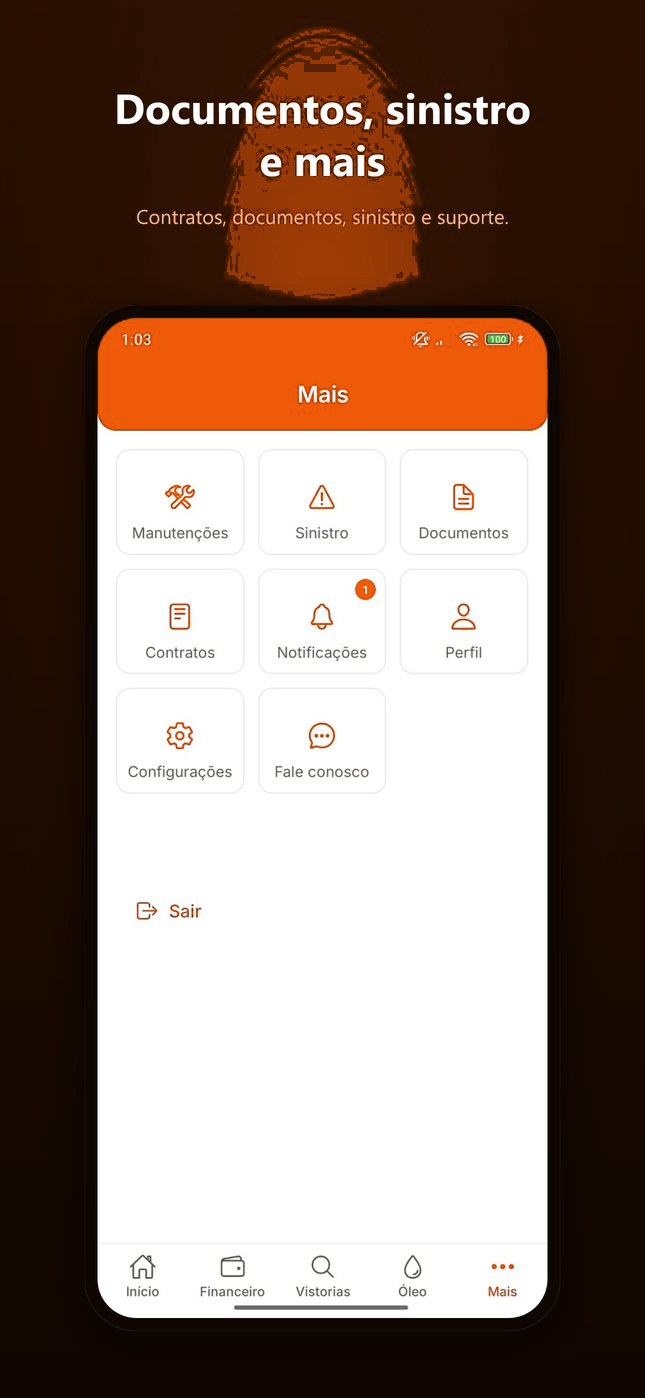 Documentos, sinistro
e mais
Contratos, documentos, sinistro e suporte.
1:03
100
Mais
Manutenções
Sinistro
Documentos
Contratos
1
Notificações
Perfil
Configurações
Fale conosco
Sair
Início
Financeiro
Vistorias
Óleo
Mais